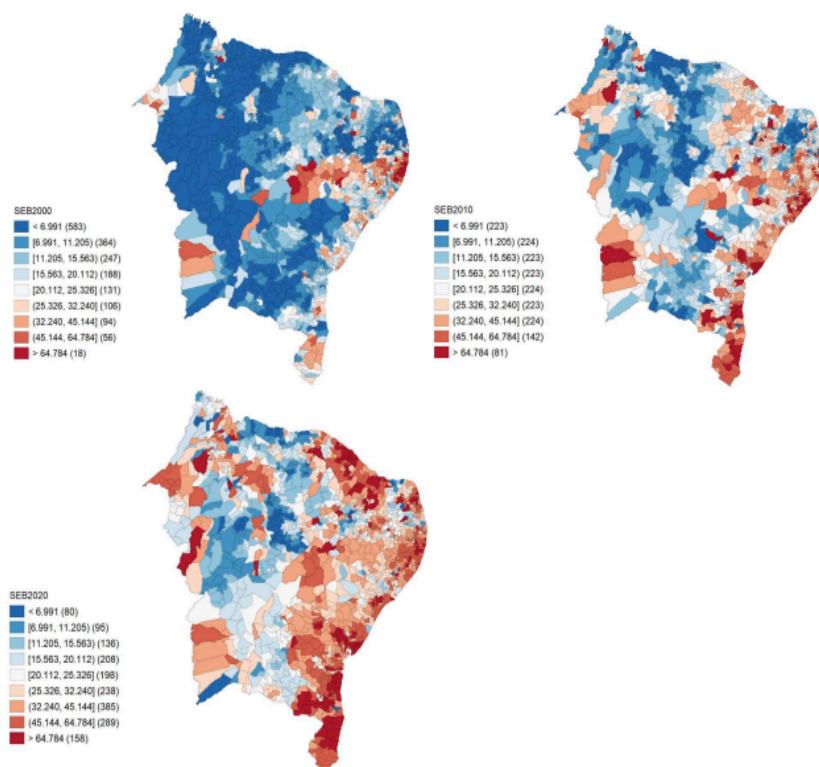 SEB2000
< 6.991 (583)
[6.991, 11.205) (364)
[11.205, 15.563) (247)
[15.563, 20.112) (188)
[20.112, 25.326] (131)
(25.326, 32.240] (106)
(32.240, 45.144] (94)
(45.144, 64.784] (56)
> 64.784 (18)
SEB2010
< 6.991 (223)
[6.991, 11.205) (224)
[11.205, 15.563) (223)
[15.563, 20.112) (223)
[20.112, 25.326] (224)
(25.326, 32.240] (223)
(32.240, 45.144] (224)
(45.144, 64.784] (142)
> 64.784 (81)
SEB2020
< 6.991 (80)
[6.991, 11.205) (95)
[11.205, 15.563) (136)
[15.563, 20.112) (208)
[20.112, 25.326] (198)
(25.326, 32.240] (238)
(32.240, 45.144] (385)
(45.144, 64.784] (289)
> 64.784 (158)